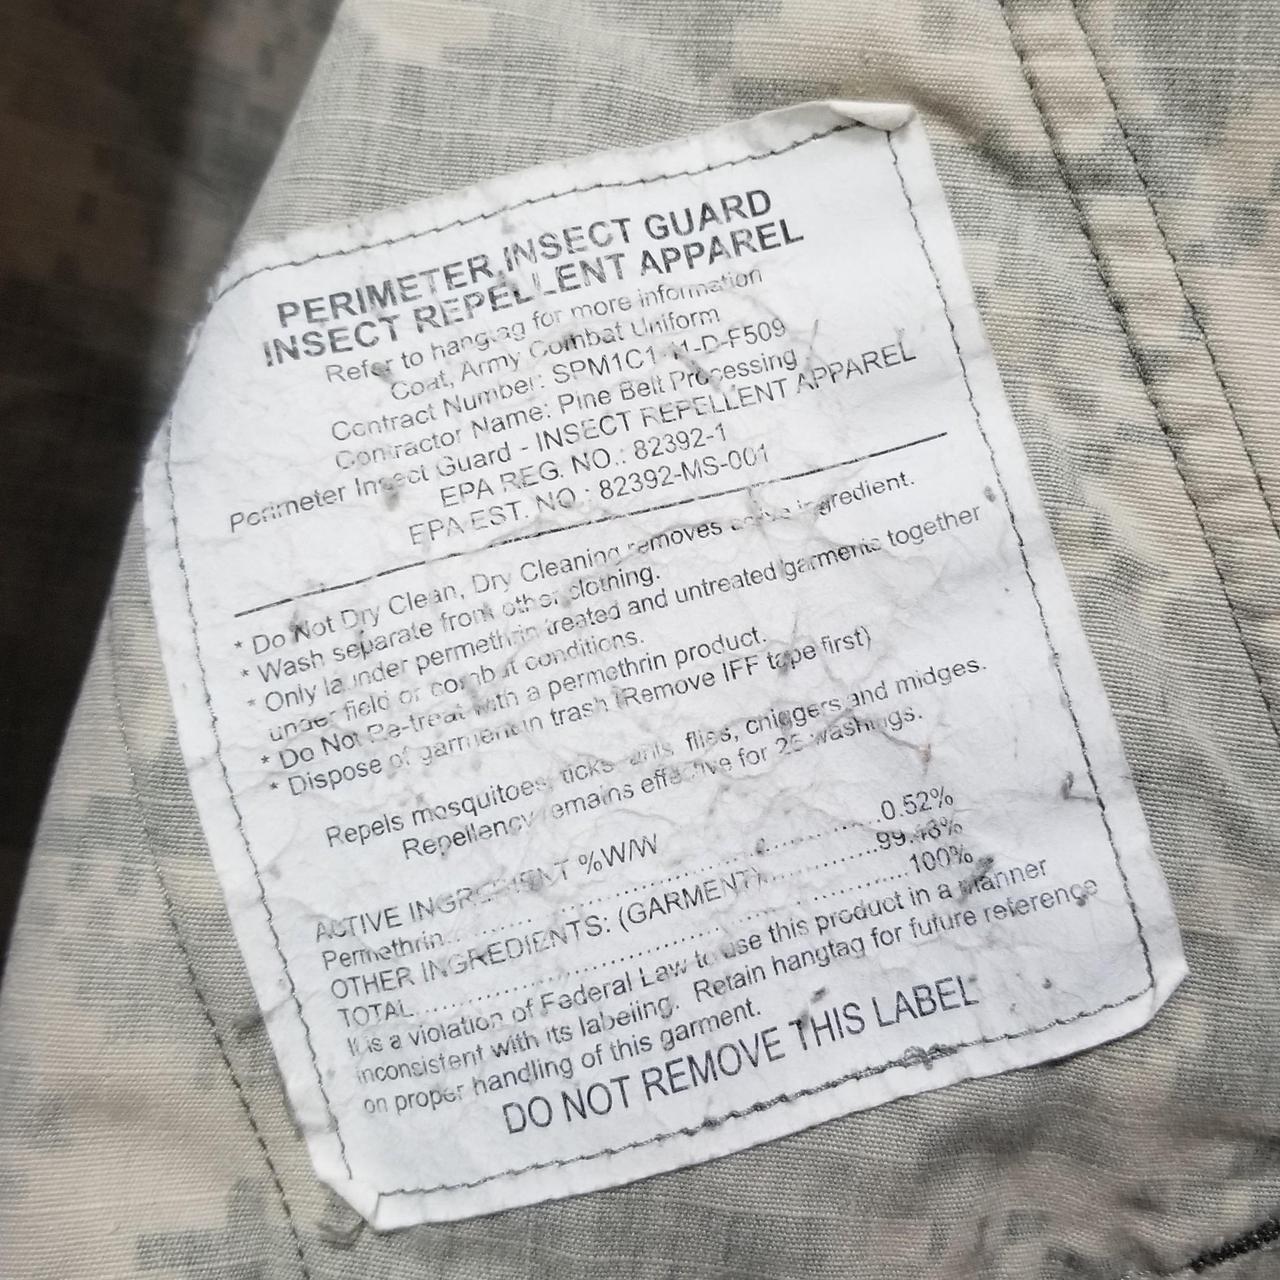 PERIMETER INSECT GUARD
INSECT REPELLENT APPAREL
Refer to hangtag for more information
Coat, Army Combat Uniform
Contract Number: SPM1C1 -D-F509
Contractor Name: Pine Belt Processing
Perimeter Insect Guard - INSECT REPELLENT APPAREL
EPA REG. NO.: 82392-1
EPA EST. NO.: 82392-MS-001
* Do Not Dry Clean, Dry Cleaning removes active ingredient.
* Wash separate from other clothing.
* Only launder permethrin treated and untreated garments together
under field or combat conditions.
* Do Not Re-treat with a permethrin product.
* Dispose of garment in trash (Remove IFF tape first)
Repels mosquitoes, ticks, ants, flies, chiggers and midges.
Repellency remains effective for 25 washings.
ACTIVE INGREDIENT %W/W
Permethrin..............................0.52%
OTHER INGREDIENTS: (GARMENT)..............99.48%
TOTAL..............................100%
It is a violation of Federal Law to use this product in a manner
inconsistent with its labeling. Retain hangtag for future reference
on proper handling of this garment.
DO NOT REMOVE THIS LABEL